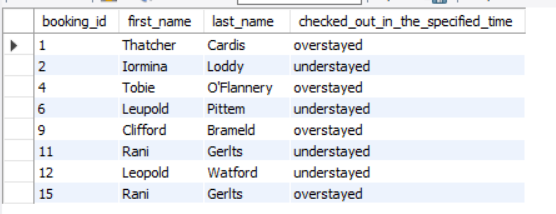 booking_id first_name last_name checked_out_in_the_specified_time
1 Thatcher Cardis overstayed
2 Iormina Loddy understayed
4 Tobie O'Flannery overstayed
6 Leupold Pittem understayed
9 Clifford Brameld overstayed
11 Rani Gerlts understayed
12 Leopold Watford understayed
15 Rani Gerlts overstayed